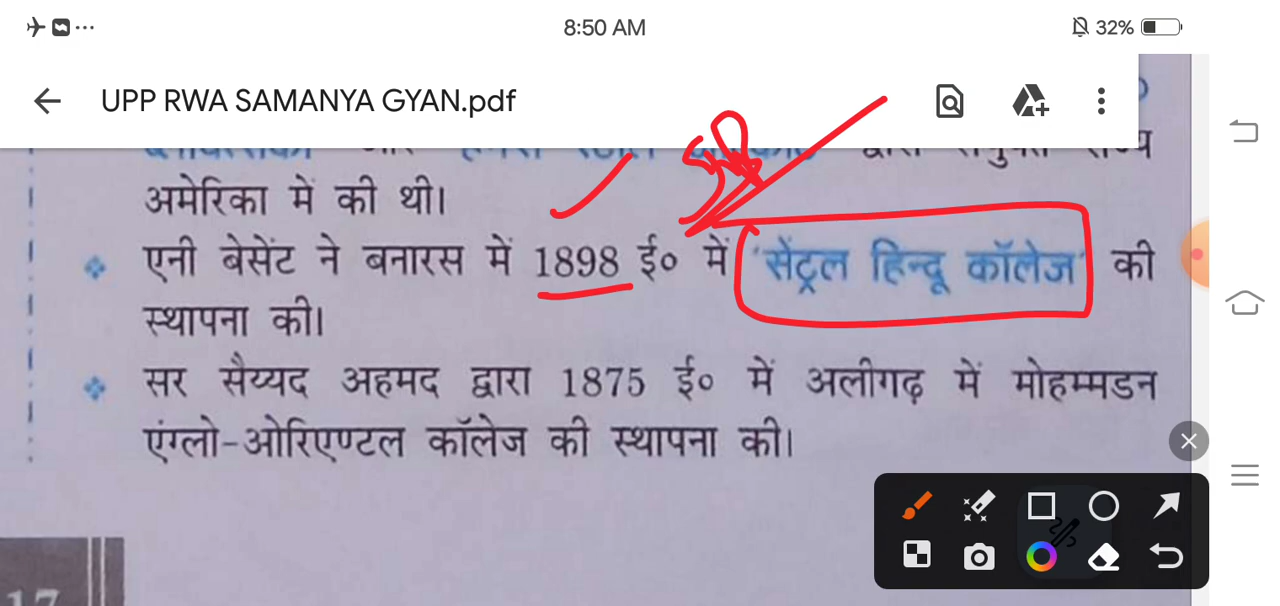 8:50 AM
32%
UPP RWA SAMANYA GYAN.pdf
अमेरिका में की थी।
एनी बेसेंट ने बनारस में 1898 ई० में 'सेंट्रल हिन्दू कॉलेज' की
स्थापना की।
सर सैय्यद अहमद द्वारा 1875 ई० में अलीगढ़ में मोहम्मडन
एंग्लो-ओरिएण्टल कॉलेज की स्थापना की।
17